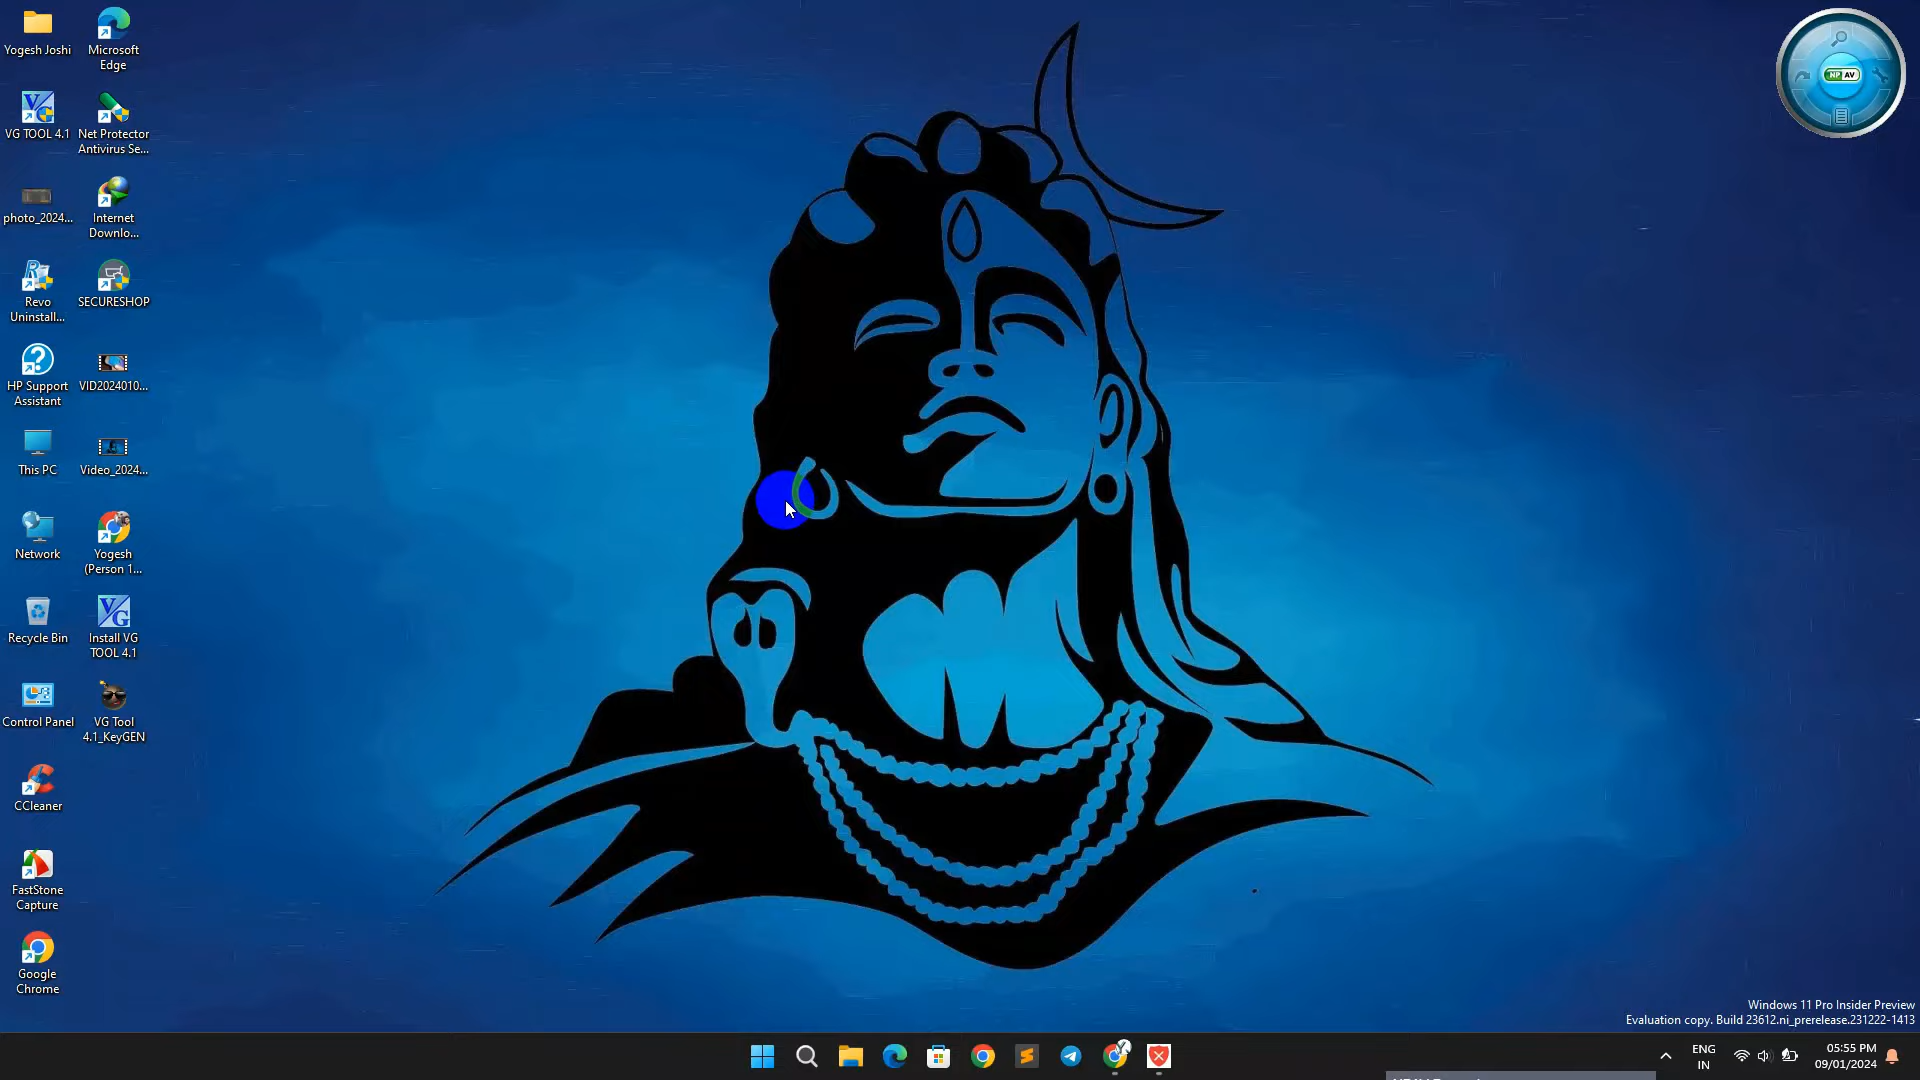 Yogesh Joshi
Microsoft
Edge
VG TOOL 4.1
Net Protector
Antivirus Se...
photo_2024...
Internet
Downlo...
Revo
Uninstall...
SECURESHOP
HP Support
Assistant
VID2024010...
This PC
Video_2024...
Network
Yogesh
(Person 1...
Recycle Bin
Install VG
TOOL 4.1
Control Panel
VG Tool
4.1_KeyGEN
CCleaner
FastStone
Capture
Google
Chrome
NP AV
Windows 11 Pro Insider Preview
Evaluation copy. Build 23612.ni_prerelease.231222-1413
ENG
IN
05:55 PM
09/01/2024